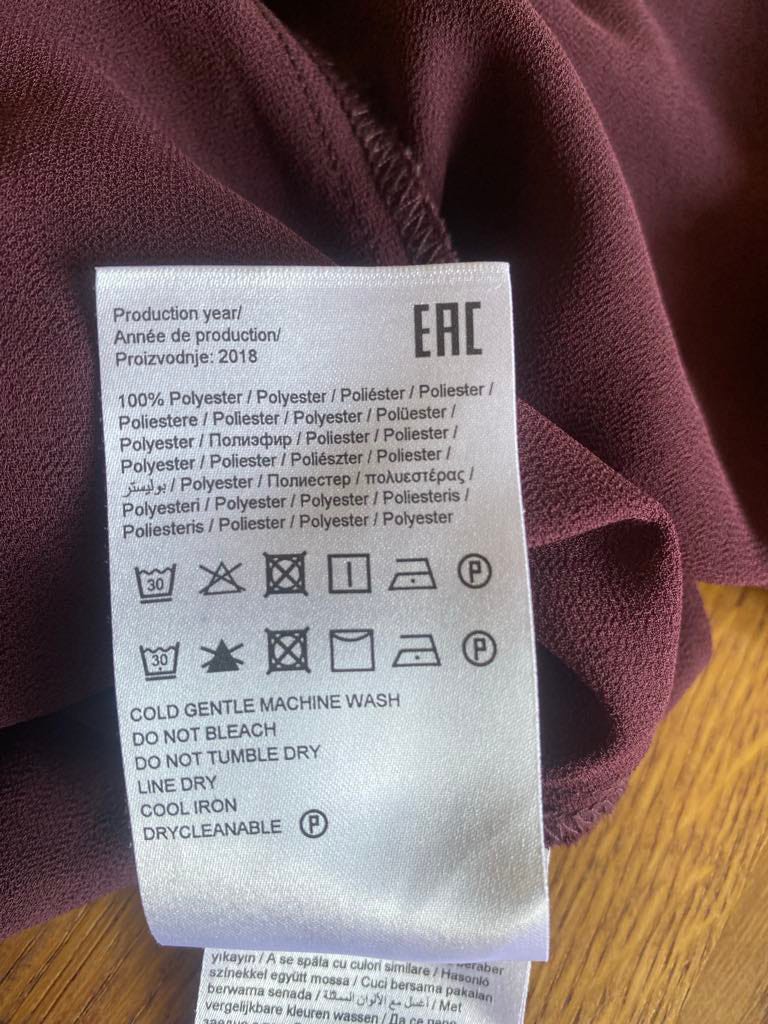 Production year/
Année de production/
Proizvodnje: 2018
EAC
100% Polyester / Polyester / Poliéster / Poliester /
Poliestere / Poliester / Polyester / Polüester /
Polyester / Полиэфир / Poliester / Poliester /
Polyester / Poliester / Poliészter / Poliester /
بوليستر / Polyester / Полиестер / πολυεστέρας /
Polyesteri / Polyester / Polyester / Poliesteris /
Poliesteris / Poliester / Polyester / Polyester
30 P
30 P
COLD GENTLE MACHINE WASH
DO NOT BLEACH
DO NOT TUMBLE DRY
LINE DRY
COOL IRON
DRYCLEANABLE P
yıkayın / A se spăla cu culori similare / Hasonló
színekkel együtt mossa / Cuci bersama pakaian
berwarna senada / اغسل مع الألوان المماثلة / Met
vergelijkbare kleuren wassen / Да се